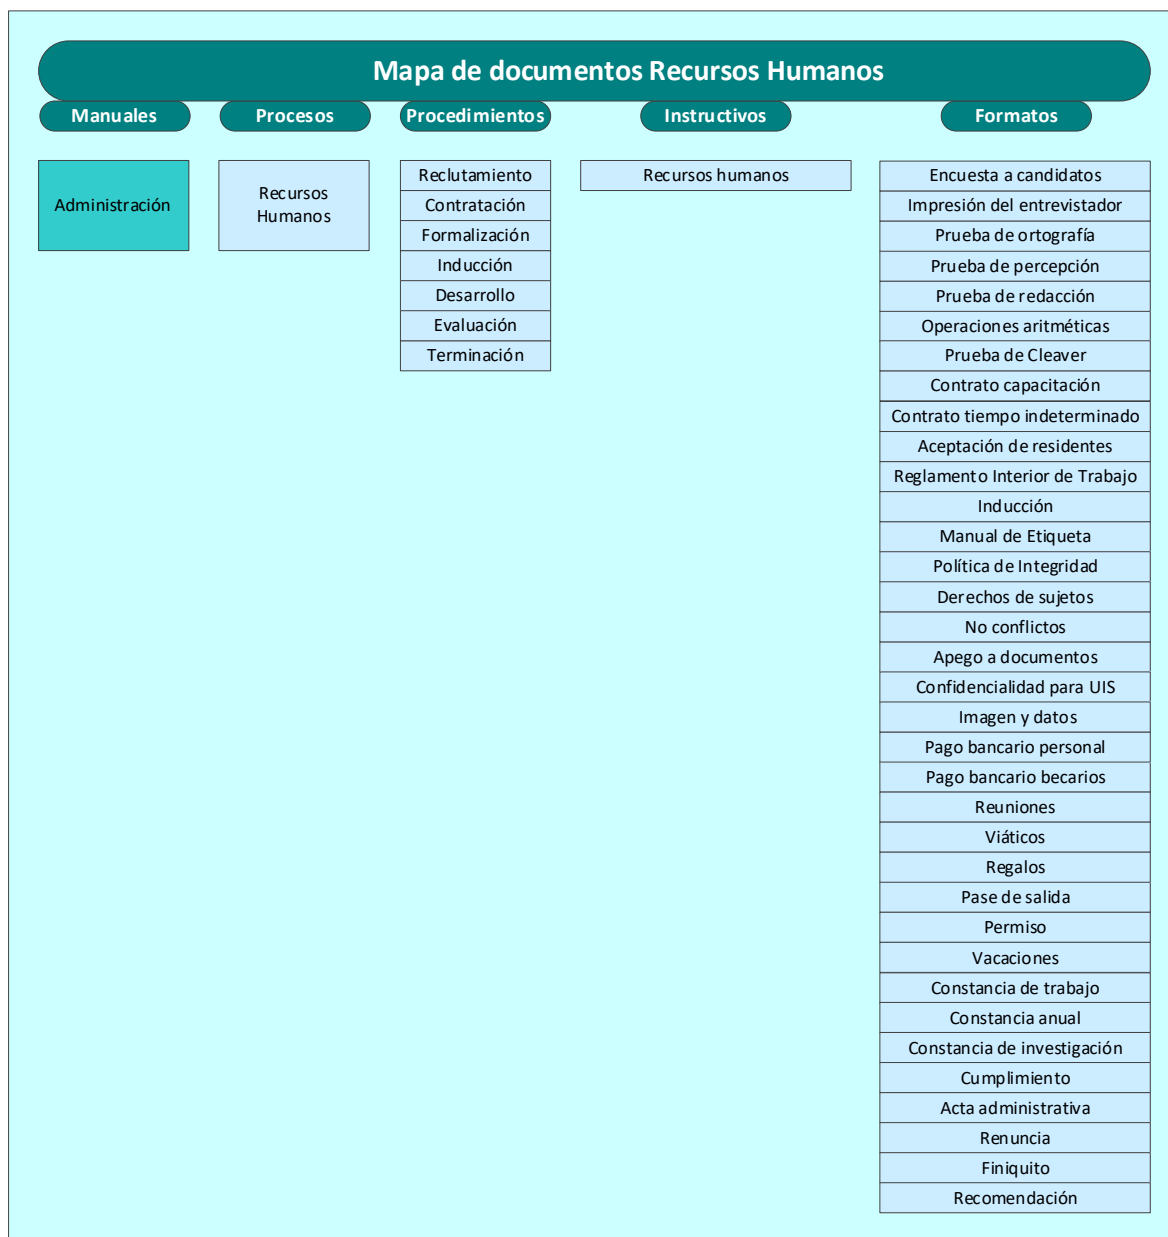 Mapa de documentos Recursos Humanos
Manuales
Procesos
Procedimientos
Instructivos
Formatos
Administración
Recursos
Humanos
Reclutamiento
Contratación
Formalización
Inducción
Desarrollo
Evaluación
Terminación
Recursos humanos
Encuesta a candidatos
Impresión del entrevistador
Prueba de ortografía
Prueba de percepción
Prueba de redacción
Operaciones aritméticas
Prueba de Cleaver
Contrato capacitación
Contrato tiempo indeterminado
Aceptación de residentes
Reglamento Interior de Trabajo
Inducción
Manual de Etiqueta
Política de Integridad
Derechos de sujetos
No conflictos
Apego a documentos
Confidencialidad para UIS
Imagen y datos
Pago bancario personal
Pago bancario becarios
Reuniones
Viáticos
Regalos
Pase de salida
Permiso
Vacaciones
Constancia de trabajo
Constancia anual
Constancia de investigación
Cumplimiento
Acta administrativa
Renuncia
Finiquito
Recomendación